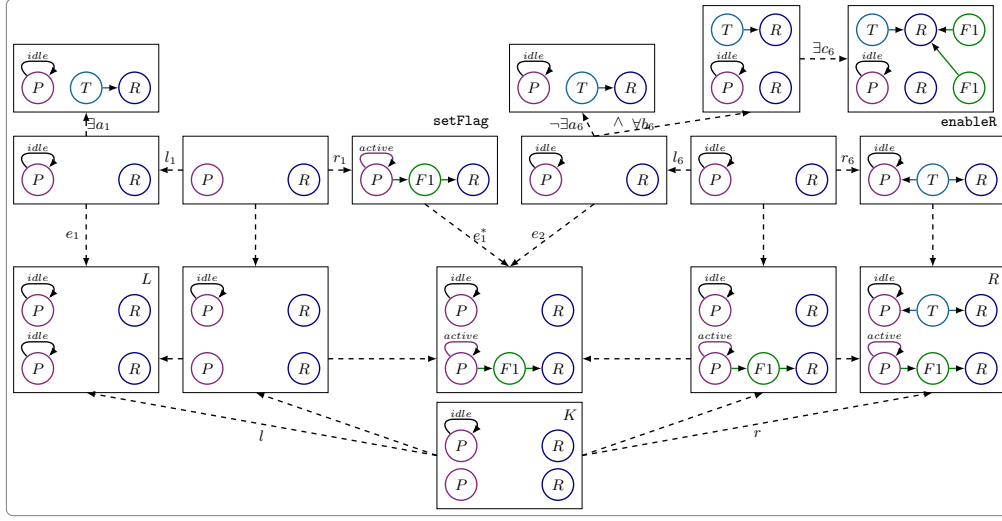 T R F1
T R
∃c₆
idle idle idle idle
P T R P T R P R P R F1
∃a₁ setFlag ¬∃a₆ ∧ ∀b₆ enableR
idle active idle idle idle
P R l₁ P R r₁ P F1 R P R l₆ P R r₆ P T R
e₁ e₁* e₂
L R
idle idle idle idle idle
P R P R P R P R P T R
idle active active active
P R P R P F1 R P F1 R P F1 R
K
idle
l P R r
P R